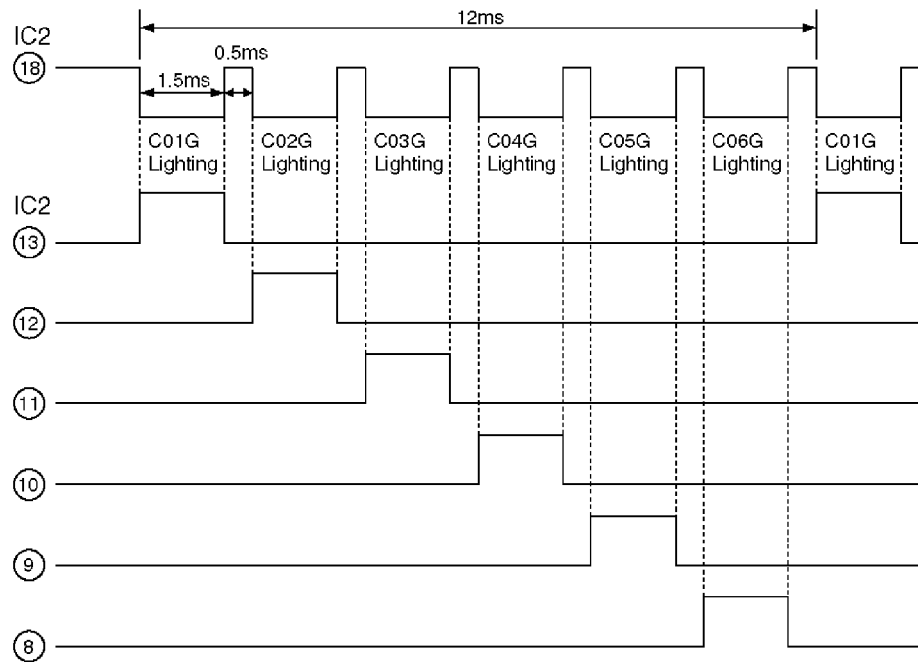 12ms
IC2
0.5ms
18
1.5ms
C01G Lighting
C02G Lighting
C03G Lighting
C04G Lighting
C05G Lighting
C06G Lighting
C01G Lighting
IC2
13
12
11
10
9
8